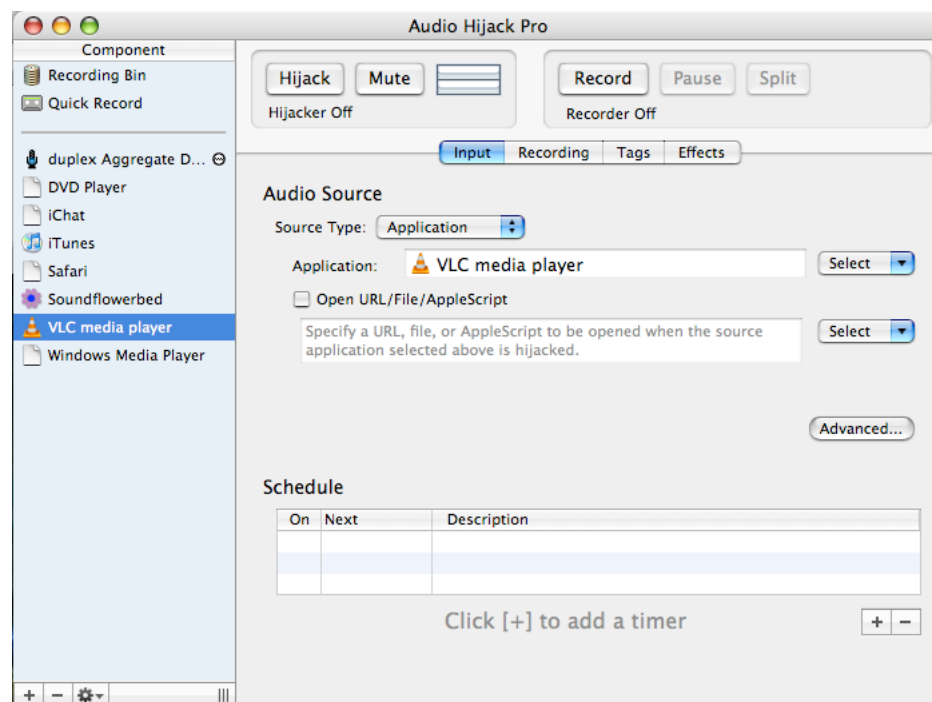 Audio Hijack Pro
Component
Recording Bin
Quick Record
duplex Aggregate D...
DVD Player
iChat
iTunes
Safari
Soundflowerbed
VLC media player
Windows Media Player
Hijack Mute
Hijacker Off
Record Pause Split
Recorder Off
Input Recording Tags Effects
Audio Source
Source Type: Application
Application: VLC media player Select
Open URL/File/AppleScript
Specify a URL, file, or AppleScript to be opened when the source Select
application selected above is hijacked.
Advanced...
Schedule
On Next Description
Click [+] to add a timer + −
+ −